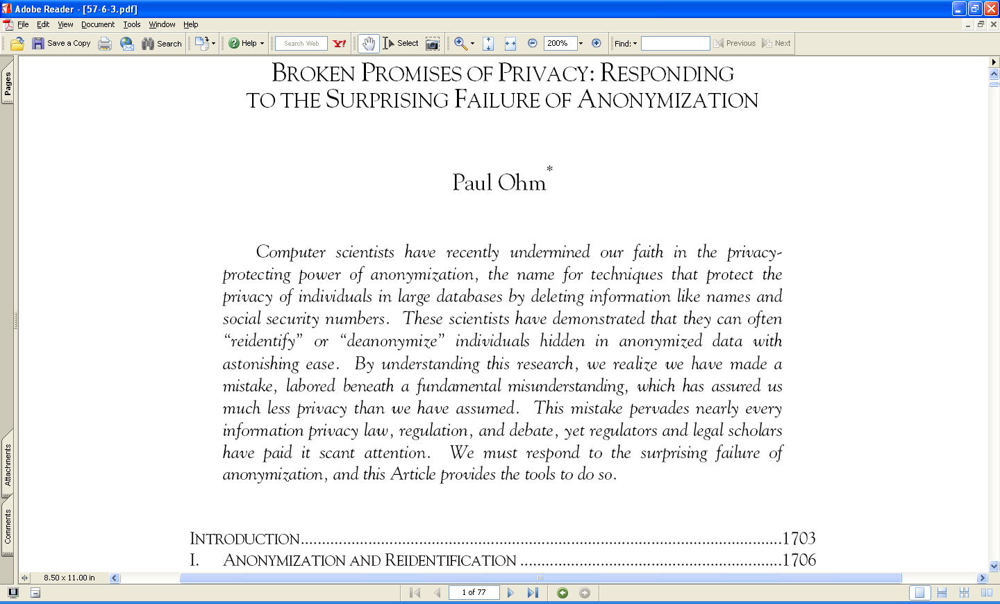 Adobe Reader - [57-6-3.pdf]
File Edit View Document Tools Window Help
Save a Copy Search Help Search Web Y! Select 200% Find: Previous Next
Pages
BROKEN PROMISES OF PRIVACY: RESPONDING
TO THE SURPRISING FAILURE OF ANONYMIZATION
Paul Ohm*
Computer scientists have recently undermined our faith in the privacy-
protecting power of anonymization, the name for techniques that protect the
privacy of individuals in large databases by deleting information like names and
social security numbers. These scientists have demonstrated that they can often
“reidentify” or “deanonymize” individuals hidden in anonymized data with
astonishing ease. By understanding this research, we realize we have made a
mistake, labored beneath a fundamental misunderstanding, which has assured us
much less privacy than we have assumed. This mistake pervades nearly every
information privacy law, regulation, and debate, yet regulators and legal scholars
have paid it scant attention. We must respond to the surprising failure of
anonymization, and this Article provides the tools to do so.
Attachments
Comments
INTRODUCTION..................................................................................................................1703
I. ANONYMIZATION AND REIDENTIFICATION ..............................................................1706
8.50 x 11.00 in
1 of 77